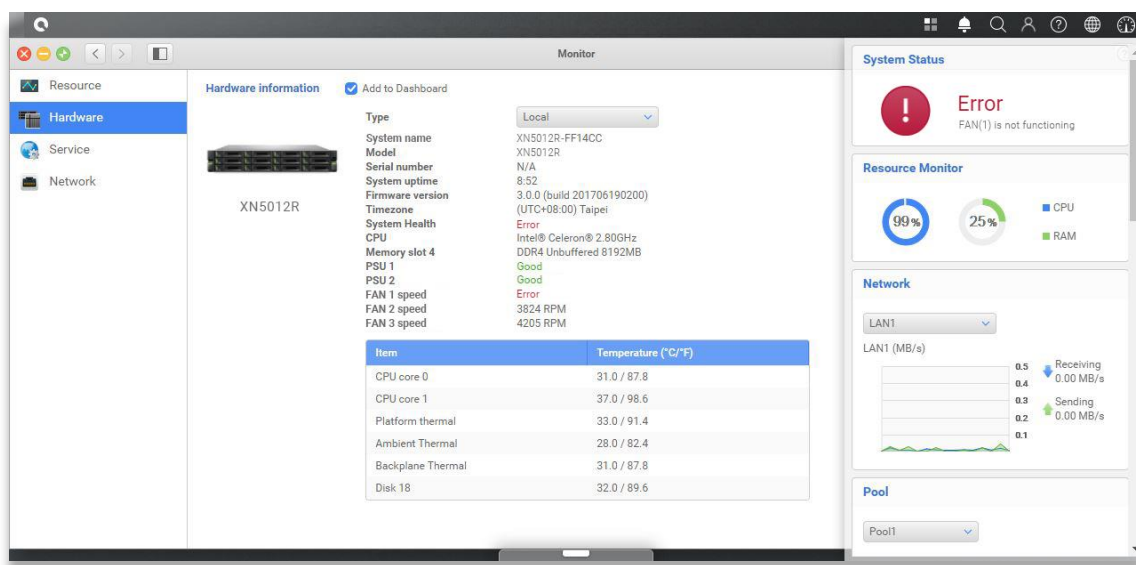 Monitor
Resource
Hardware
Service
Network
Hardware information
Add to Dashboard
XN5012R
Type Local
System name XN5012R-FF14CC
Model XN5012R
Serial number N/A
System uptime 8:52
Firmware version 3.0.0 (build 201706190200)
Timezone (UTC+08:00) Taipei
System Health Error
CPU Intel® Celeron® 2.80GHz
Memory slot 4 DDR4 Unbuffered 8192MB
PSU 1 Good
PSU 2 Good
FAN 1 speed Error
FAN 2 speed 3824 RPM
FAN 3 speed 4205 RPM
Item Temperature (°C/°F)
CPU core 0 31.0 / 87.8
CPU core 1 37.0 / 98.6
Platform thermal 33.0 / 91.4
Ambient Thermal 28.0 / 82.4
Backplane Thermal 31.0 / 87.8
Disk 18 32.0 / 89.6
System Status
Error
FAN(1) is not functioning
Resource Monitor
99%
25%
CPU
RAM
Network
LAN1
LAN1 (MB/s)
0.5
0.4
0.3
0.2
0.1
Receiving
0.00 MB/s
Sending
0.00 MB/s
Pool
Pool1